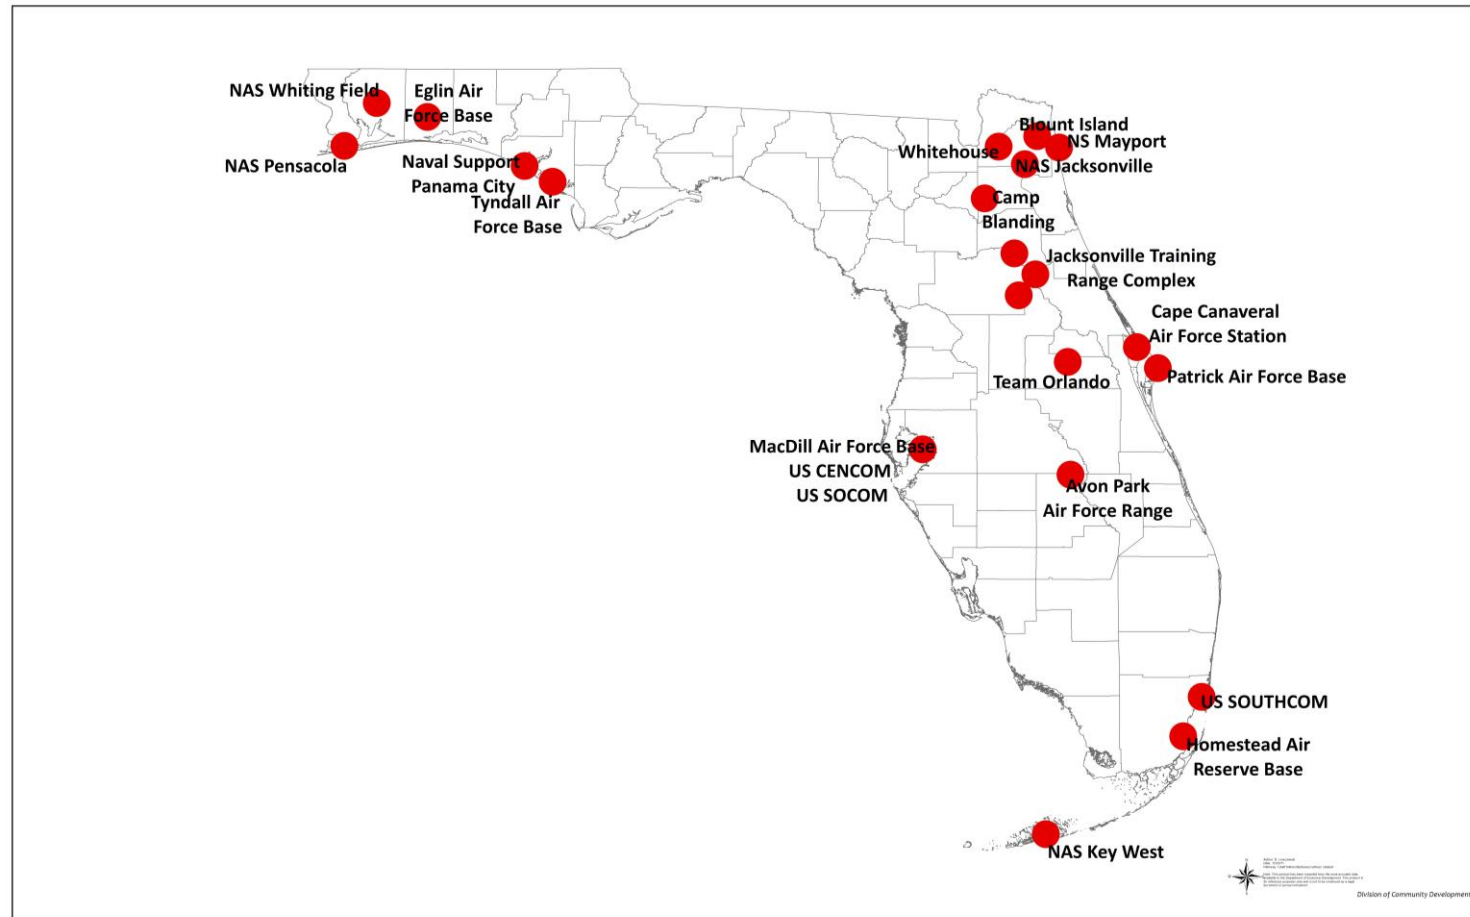 NAS Whiting Field
Eglin Air
Force Base
NAS Pensacola
Naval Support
Panama City
Tyndall Air
Force Base
Blount Island
NS Mayport
Whitehouse
NAS Jacksonville
Camp
Blanding
Jacksonville Training
Range Complex
Cape Canaveral
Air Force Station
Team Orlando
Patrick Air Force Base
MacDill Air Force Base
US CENCOM
US SOCOM
Avon Park
Air Force Range
US SOUTHCOM
Homestead Air
Reserve Base
NAS Key West
Division of Community Development